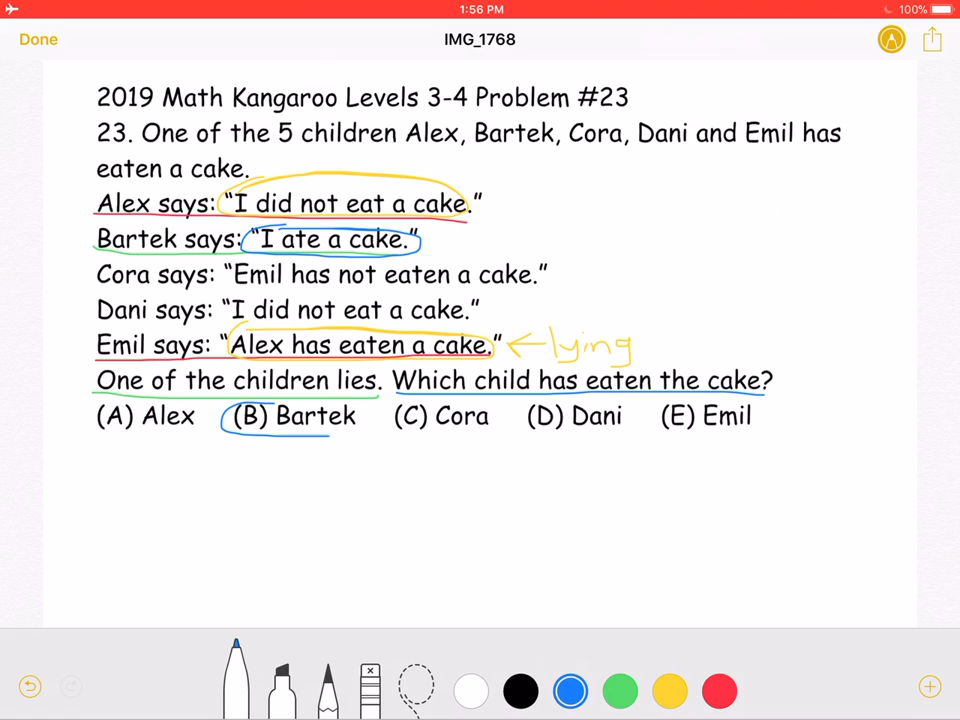 1:56 PM
100%
Done
IMG_1768
2019 Math Kangaroo Levels 3-4 Problem #23
23. One of the 5 children Alex, Bartek, Cora, Dani and Emil has
eaten a cake.
Alex says: “I did not eat a cake.”
Bartek says: “I ate a cake.”
Cora says: “Emil has not eaten a cake.”
Dani says: “I did not eat a cake.”
Emil says: “Alex has eaten a cake.” ← lying
One of the children lies. Which child has eaten the cake?
(A) Alex (B) Bartek (C) Cora (D) Dani (E) Emil